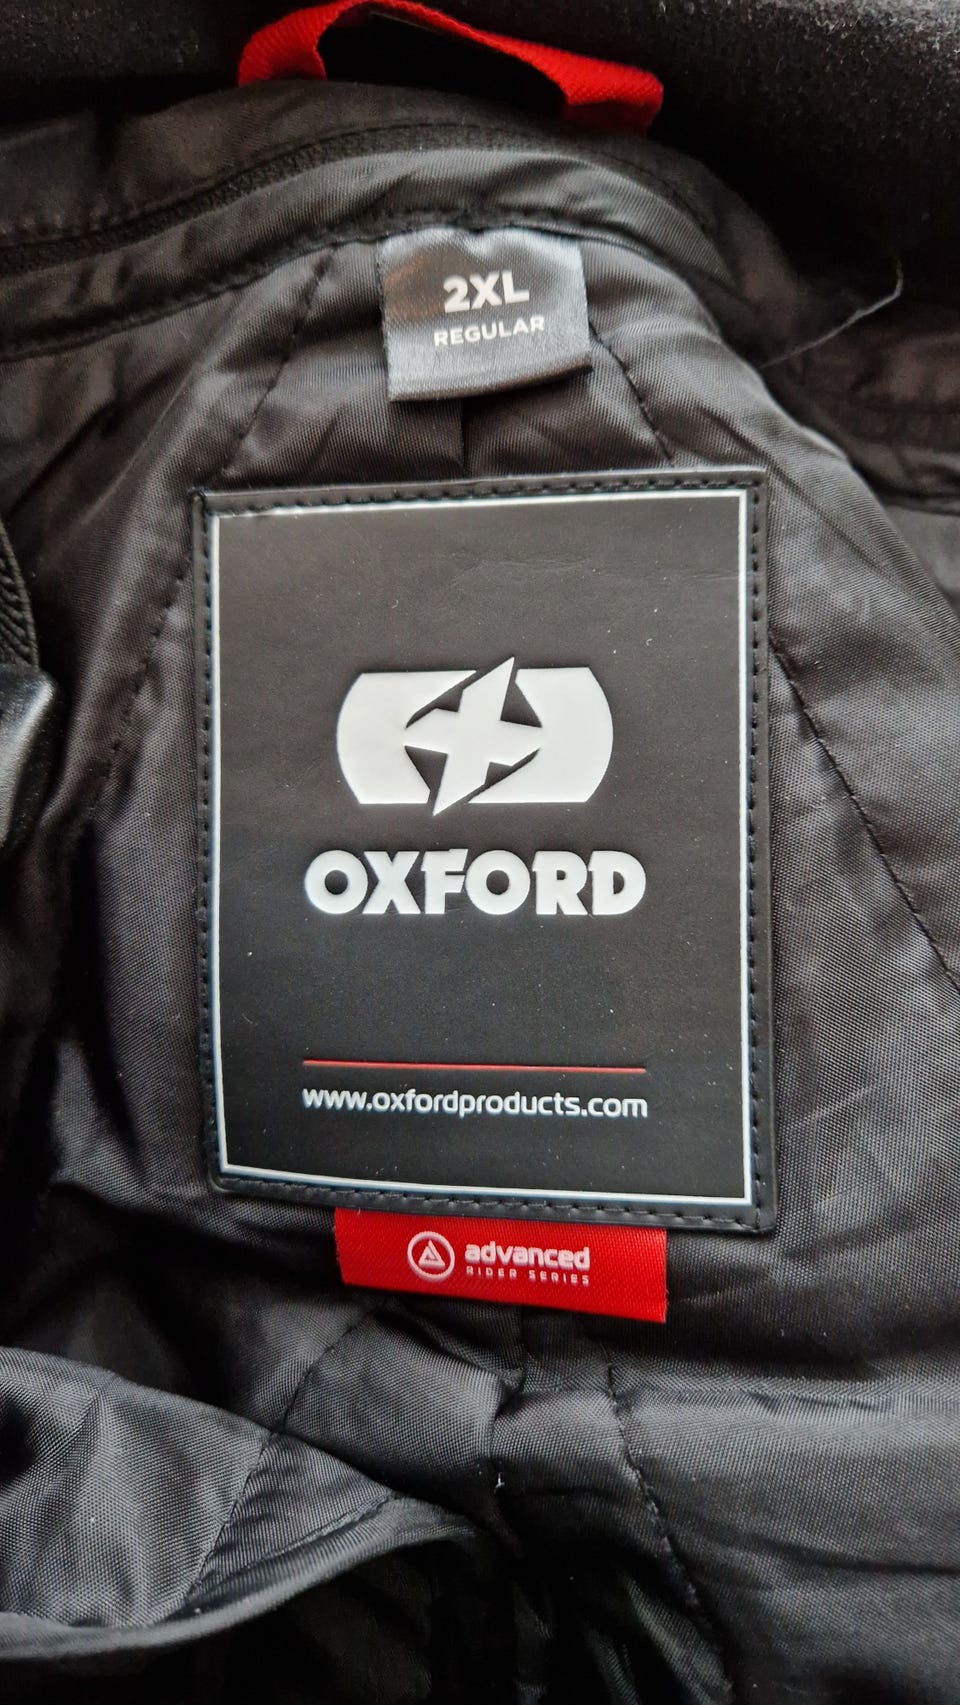 2XL
REGULAR
OXFORD
www.oxfordproducts.com
advanced
RIDER SERIES